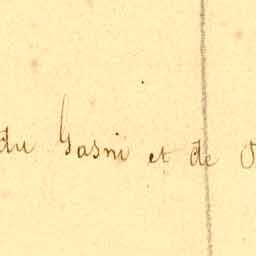 du Gasni et de